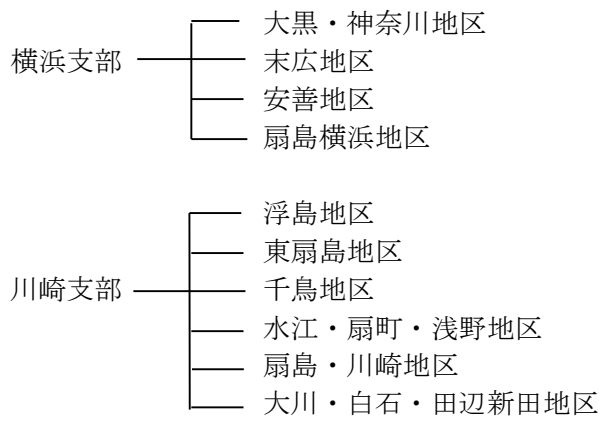 大黒・神奈川地区
横浜支部
末広地区
安善地区
扇島横浜地区
浮島地区
東扇島地区
川崎支部
千鳥地区
水江・扇町・浅野地区
扇島・川崎地区
大川・白石・田辺新田地区